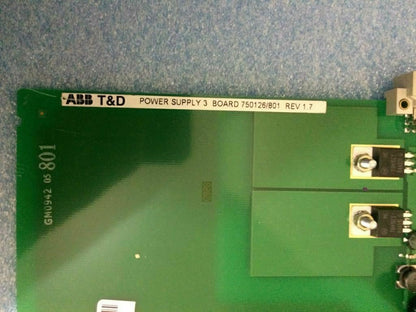 ABB T&D POWER SUPPLY 3 BOARD 750126/801 REV 1.7
GN0942 05 801